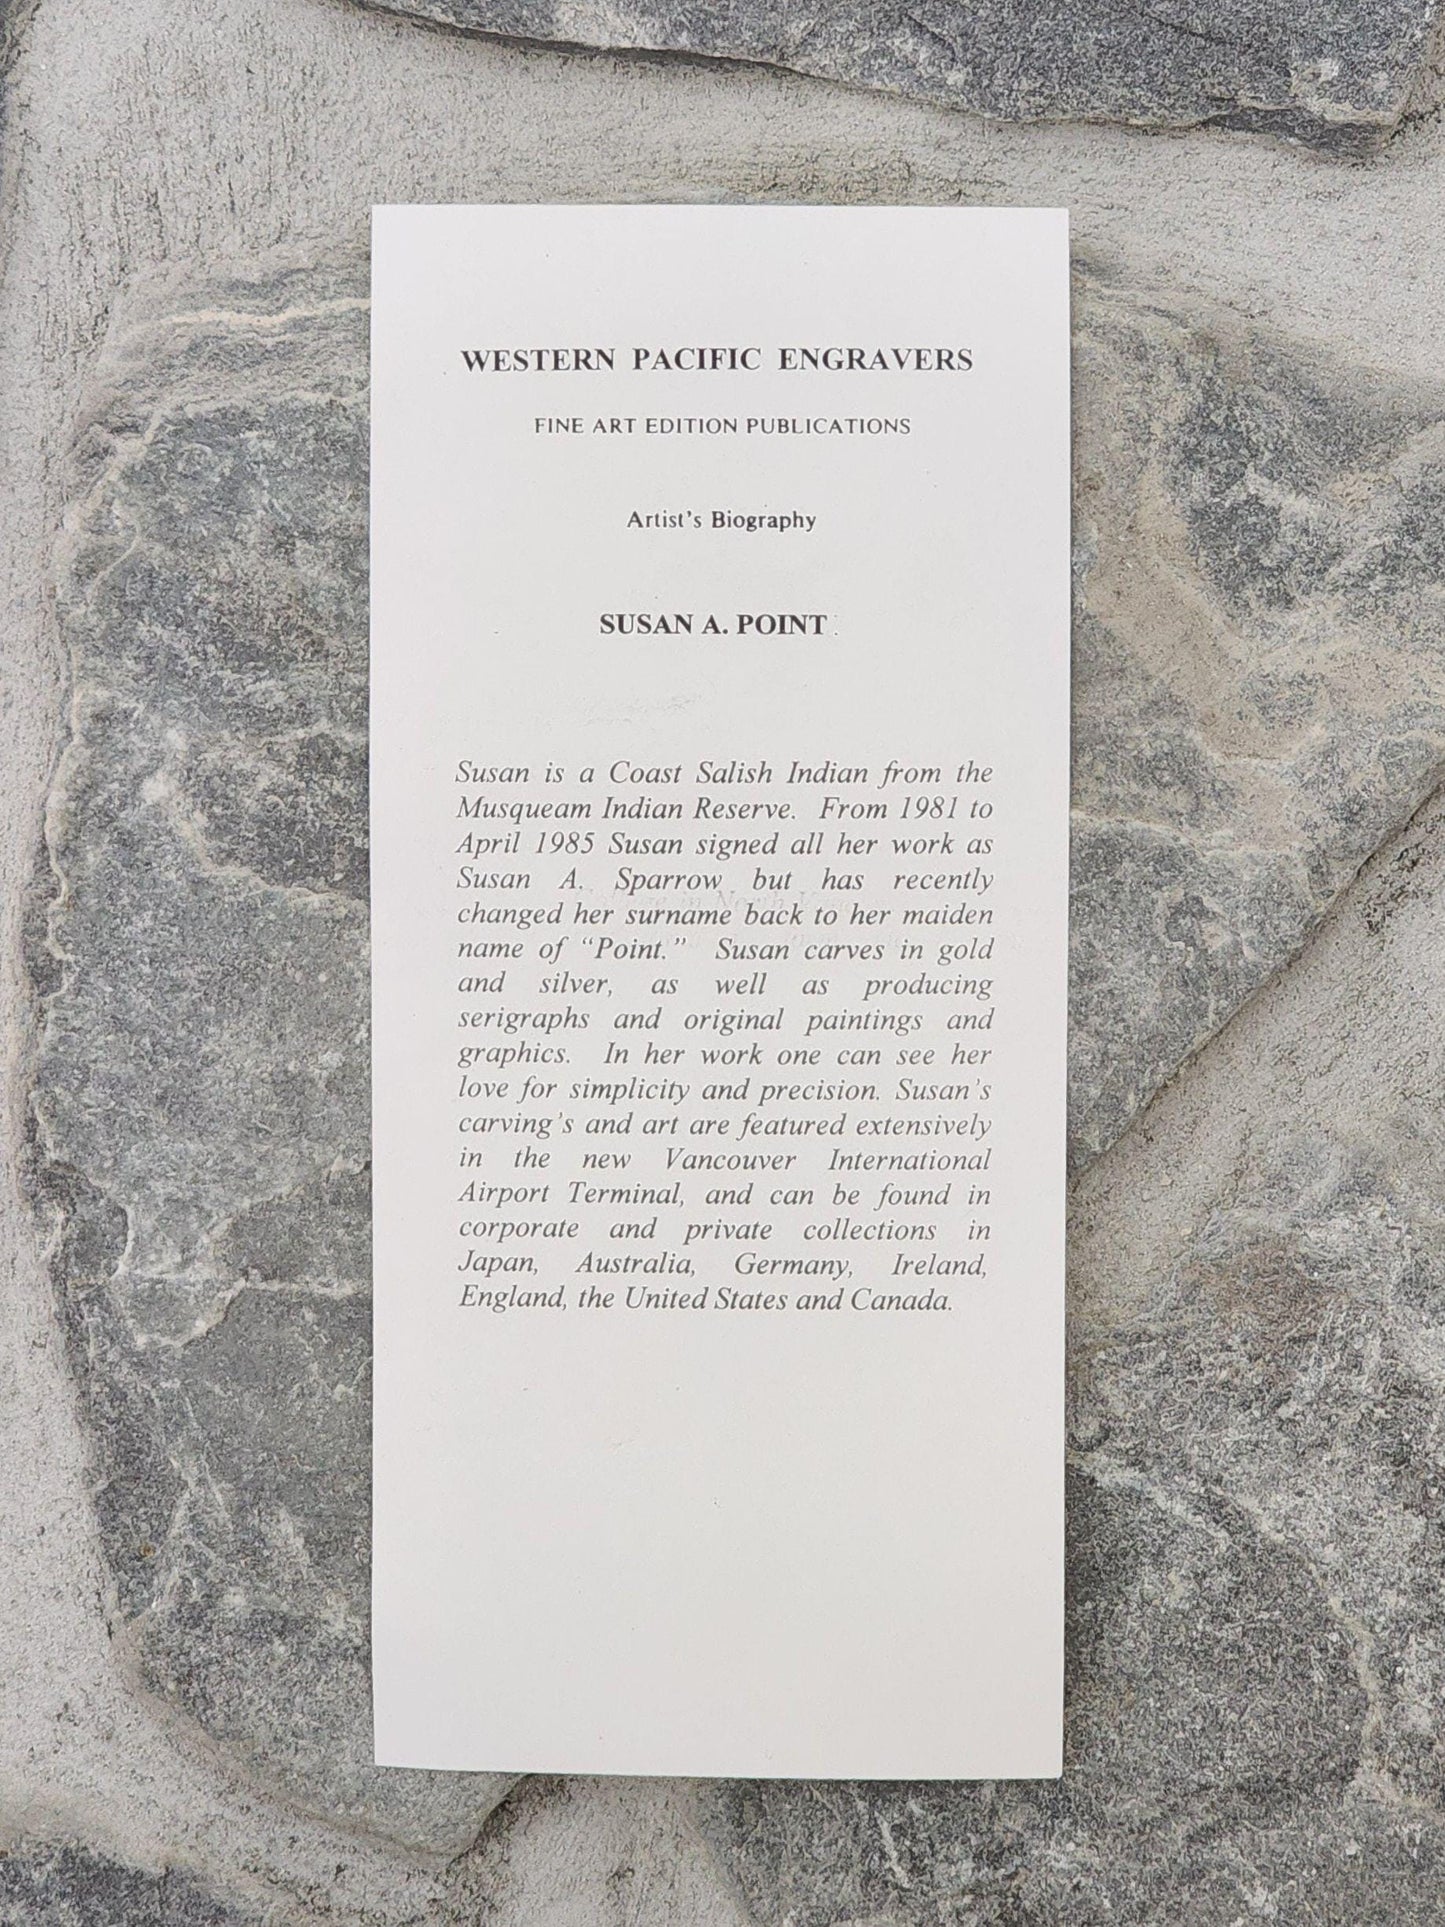 WESTERN PACIFIC ENGRAVERS
FINE ART EDITION PUBLICATIONS
Artist's Biography
SUSAN A. POINT
Susan is a Coast Salish Indian from the
Musqueam Indian Reserve. From 1981 to
April 1985 Susan signed all her work as
Susan A. Sparrow but has recently
changed her surname back to her maiden
name of “Point.” Susan carves in gold
and silver, as well as producing
serigraphs and original paintings and
graphics. In her work one can see her
love for simplicity and precision. Susan's
carving's and art are featured extensively
in the new Vancouver International
Airport Terminal, and can be found in
corporate and private collections in
Japan, Australia, Germany, Ireland,
England, the United States and Canada.